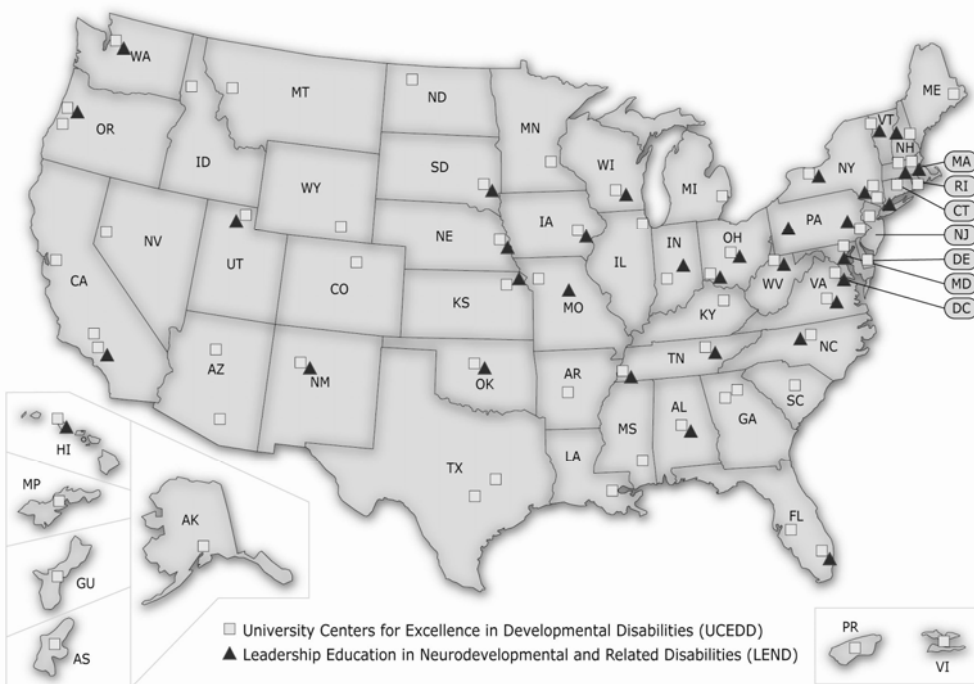 WA
MT
ND
MN
ME
VT
NH
OR
ID
SD
WI
NY
MA
WY
MI
RI
CT
IA
PA
NE
NV
IN
OH
NJ
UT
IL
DE
CA
CO
WV
VA
MD
KS
MO
DC
KY
NC
TN
AZ
NM
OK
AR
SC
AL
GA
MS
HI
LA
TX
MP
AK
FL
GU
University Centers for Excellence in Developmental Disabilities (UCEDD)
PR
AS
Leadership Education in Neurodevelopmental and Related Disabilities (LEND)
VI